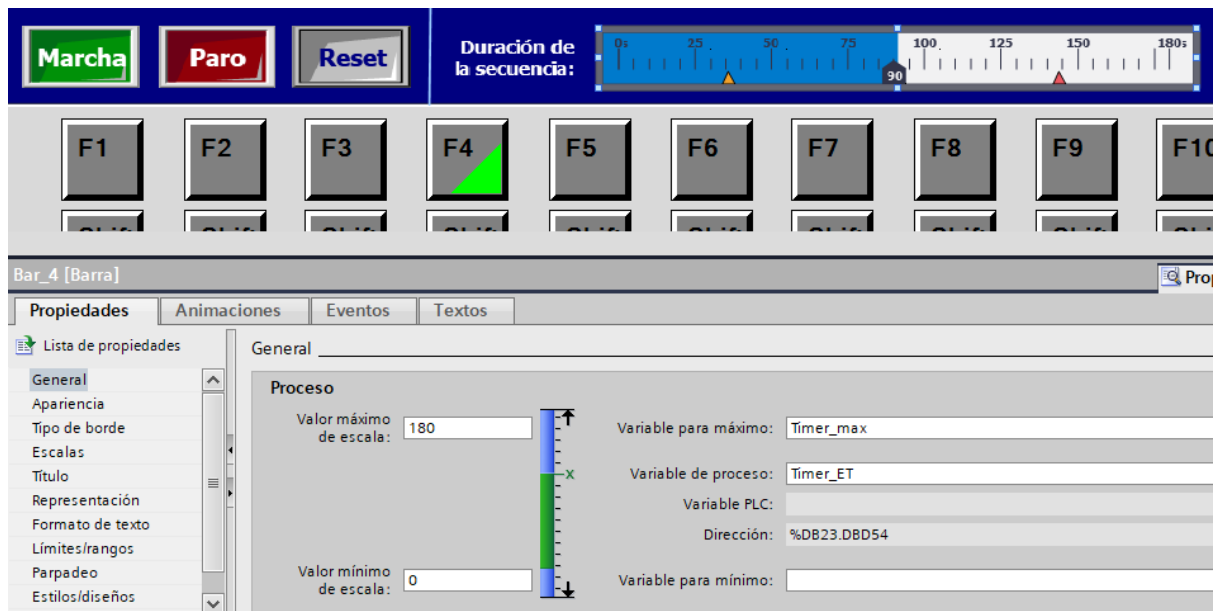 Marcha
Paro
Reset
Duración de
la secuencia:
0s 25 50 75 100 125 150 180s
90
F1 F2 F3 F4 F5 F6 F7 F8 F9 F10
Bar_4 [Barra]
Propiedades Animaciones Eventos Textos
Lista de propiedades
General
Apariencia
Tipo de borde
Escalas
Título
Representación
Formato de texto
Límites/rangos
Parpadeo
Estilos/diseños
General
Proceso
Valor máximo
de escala:
180
Variable para máximo: Timer_max
x
Variable de proceso: Timer_ET
Variable PLC:
Dirección: %DB23.DBD54
Valor mínimo
de escala:
0
Variable para mínimo: